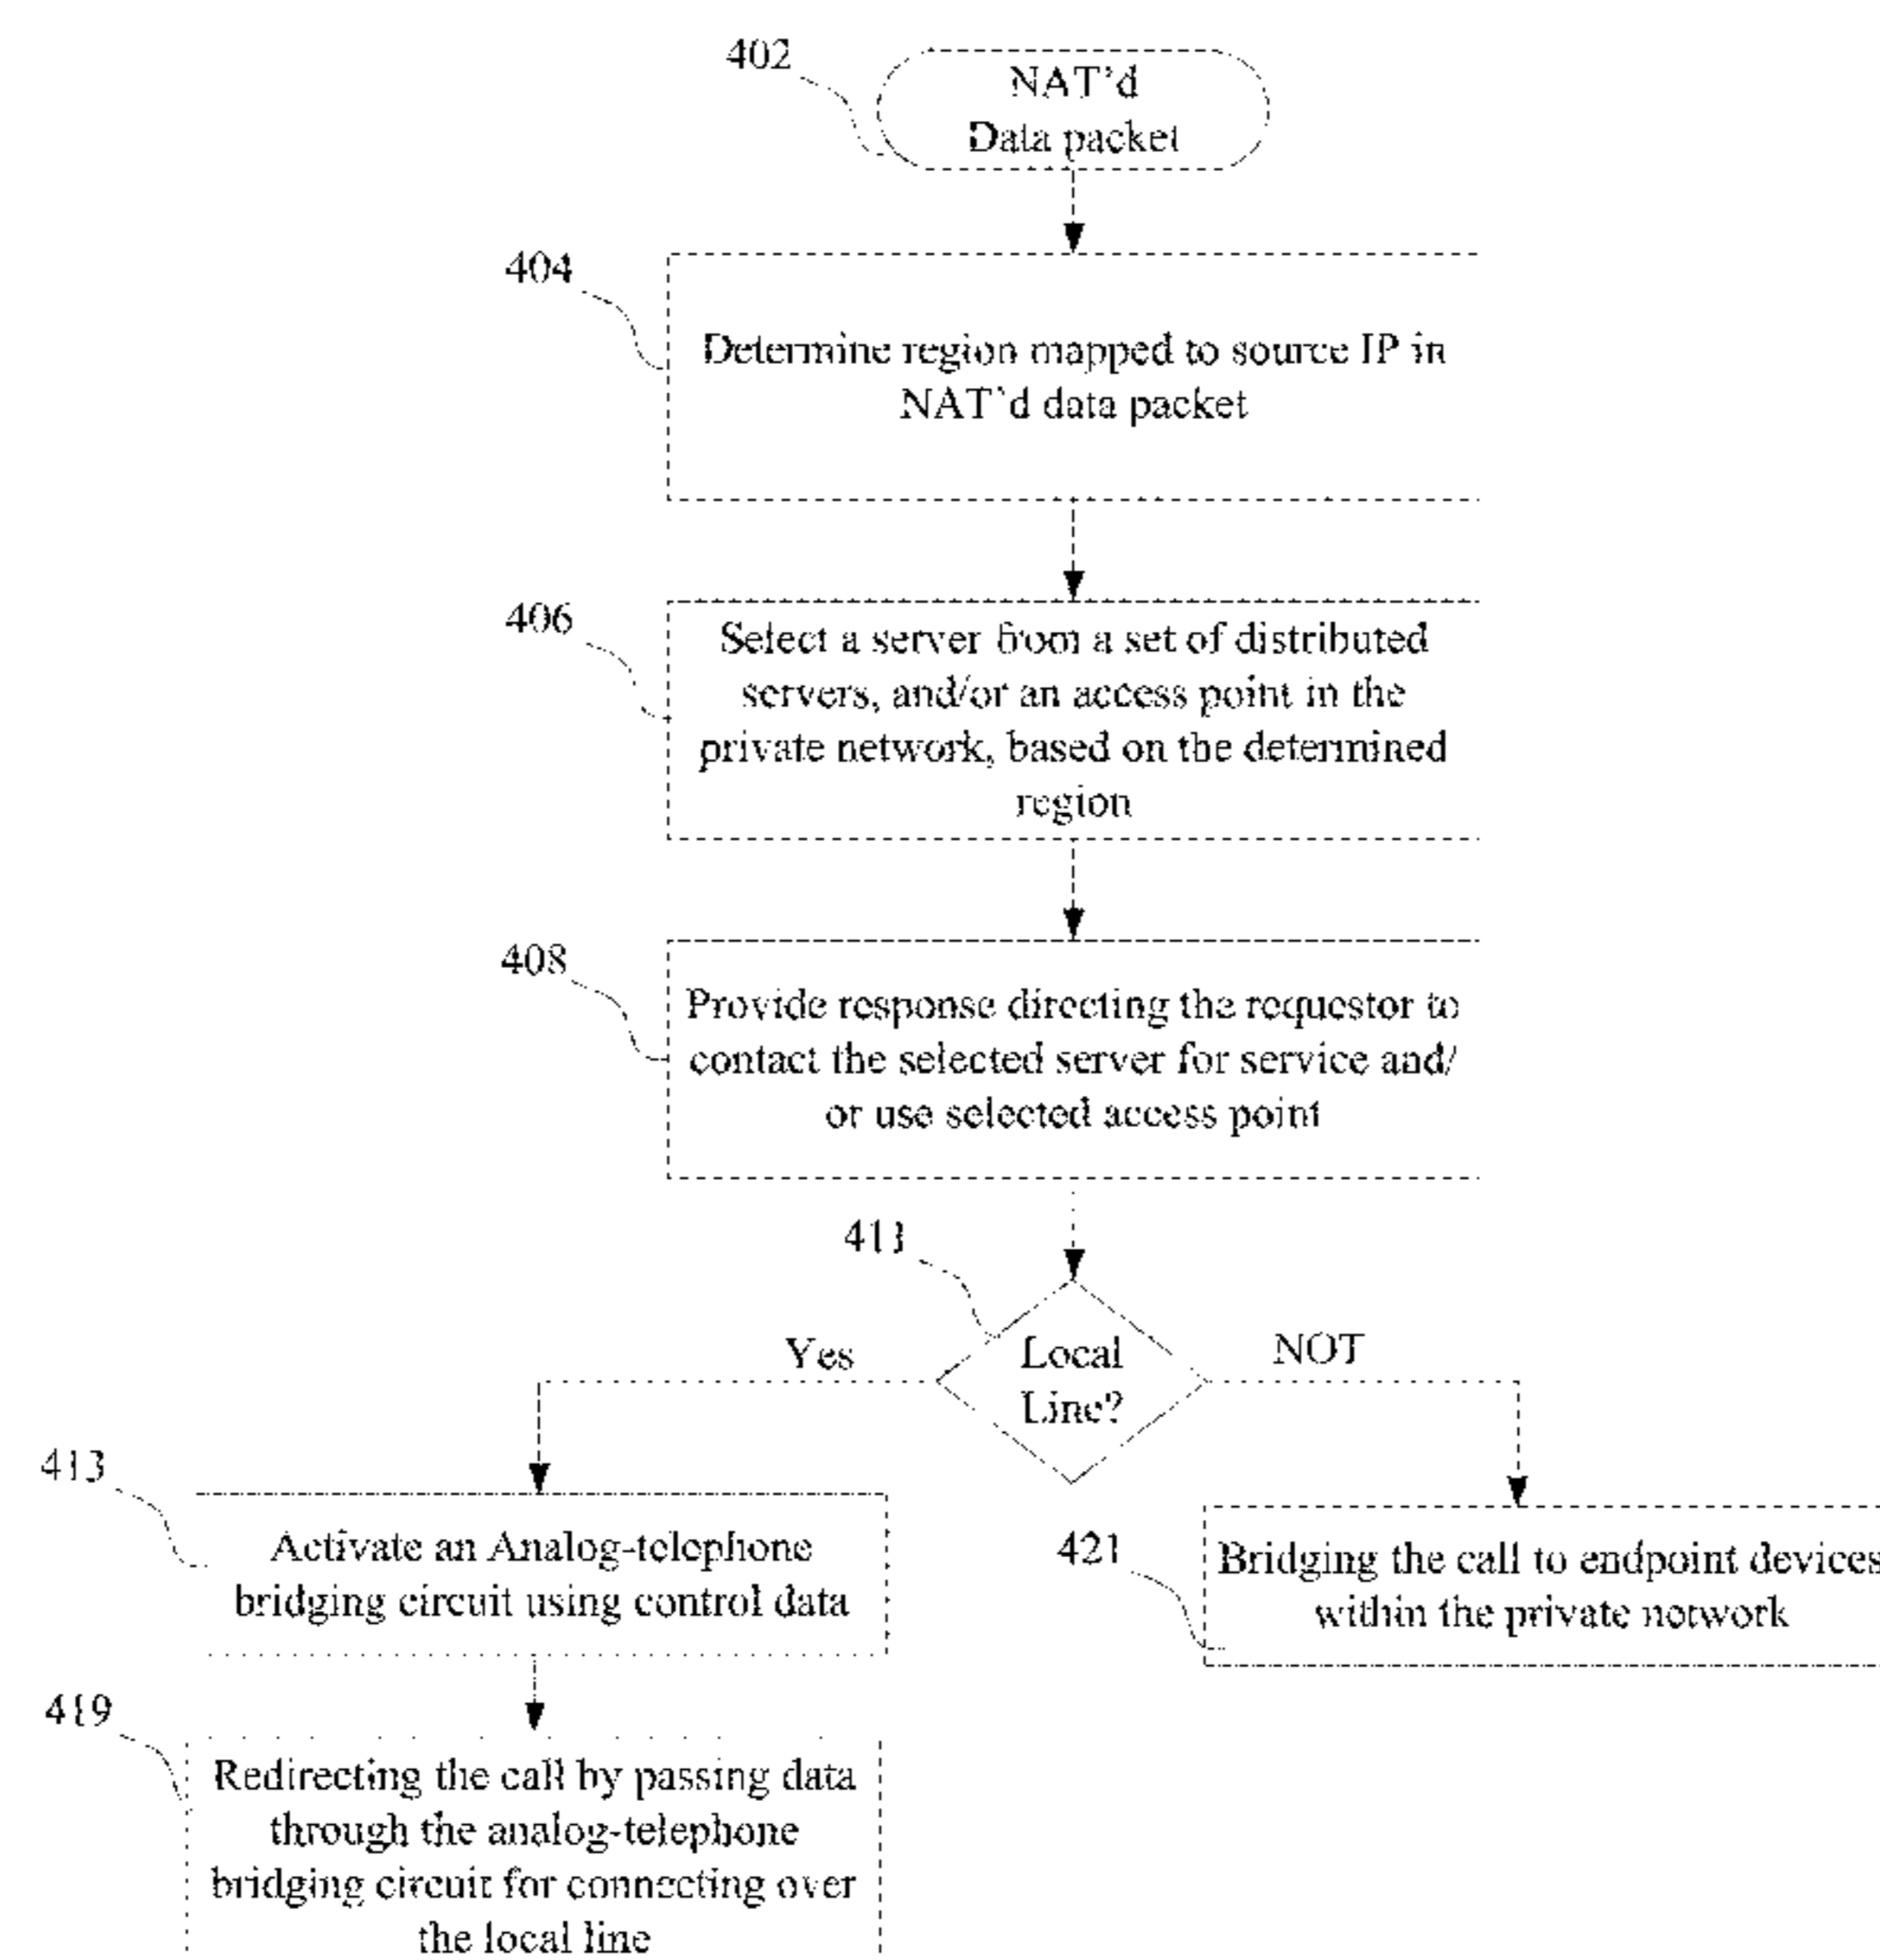 402
NAT'd
Data packet
404
Determine region mapped to source IP in
NAT'd data packet
406
Select a server from a set of distributed
servers, and/or an access point in the
private network, based on the determined
region
408
Provide response directing the requestor to
contact the selected server for service and/
or use selected access point
411
Local
Line?
Yes
NOT
413
Activate an Analog-telephone
bridging circuit using control data
421
Bridging the call to endpoint devices
within the private network
419
Redirecting the call by passing data
through the analog-telephone
bridging circuit for connecting over
the local line